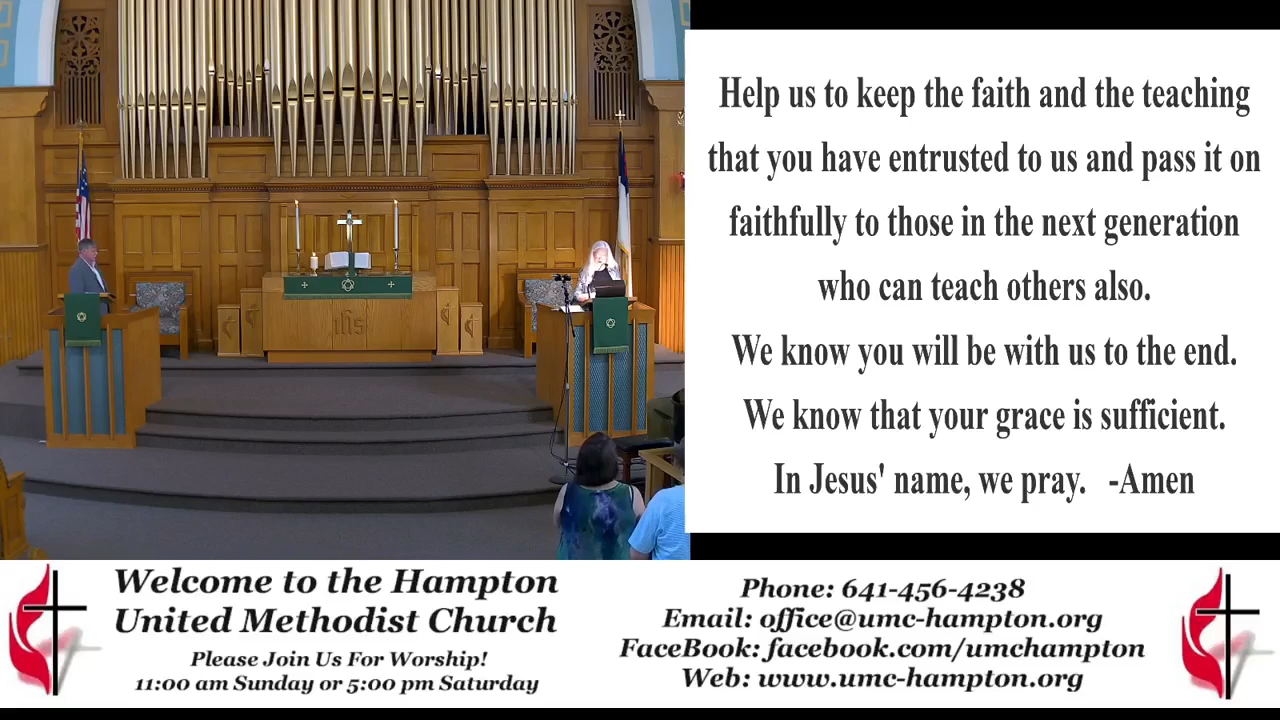 Help us to keep the faith and the teaching
that you have entrusted to us and pass it on
faithfully to those in the next generation
who can teach others also.
We know you will be with us to the end.
We know that your grace is sufficient.
In Jesus' name, we pray.   -Amen
ihs
Welcome to the Hampton
United Methodist Church
Please Join Us For Worship!
11:00 am Sunday or 5:00 pm Saturday
Phone: 641-456-4238
Email: office@umc-hampton.org
FaceBook: facebook.com/umchampton
Web: www.umc-hampton.org